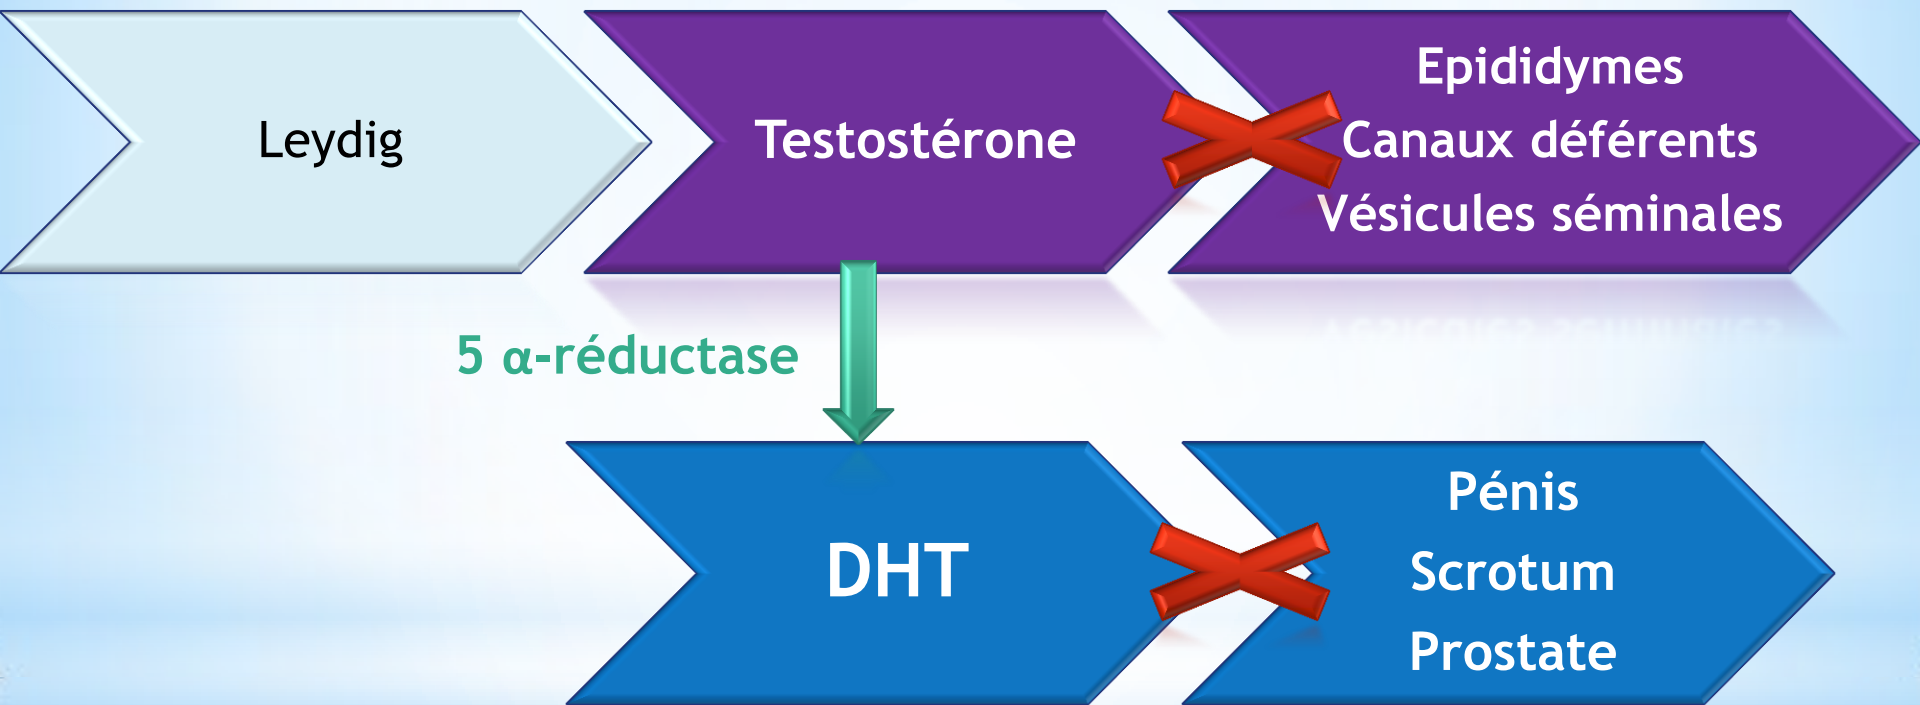 Leydig
Testostérone
Epididymes
Canaux déférents
Vésicules séminales
5 α-réductase
DHT
Pénis
Scrotum
Prostate